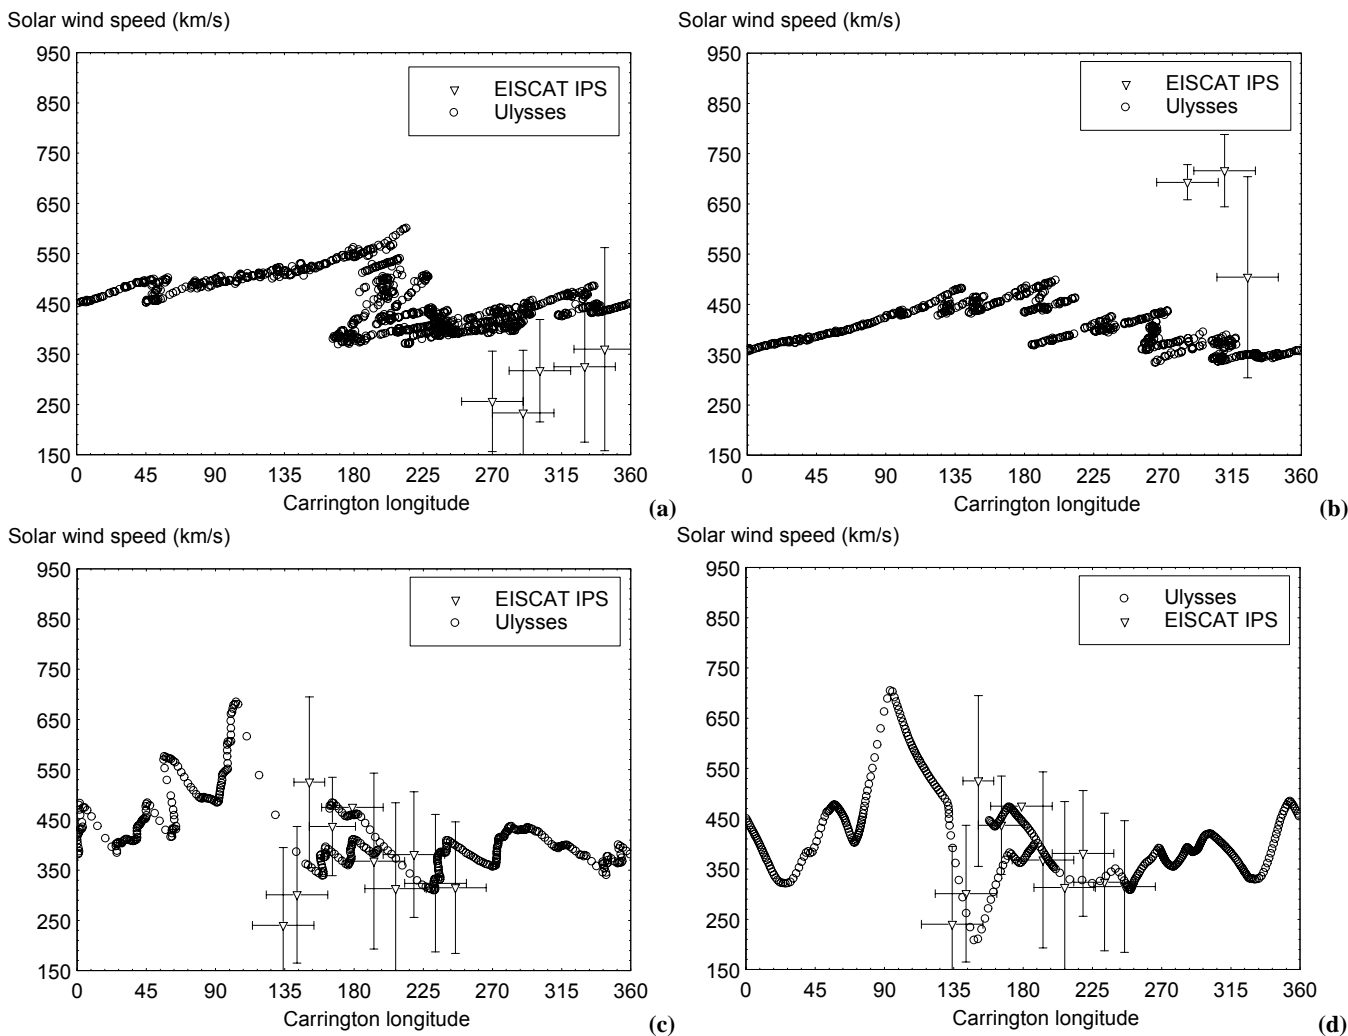 Solar wind speed (km/s)
950
850
750
650
550
450
350
250
150
EISCAT IPS
Ulysses
0 45 90 135 180 225 270 315 360
Carrington longitude
(a)
Solar wind speed (km/s)
950
850
750
650
550
450
350
250
150
EISCAT IPS
Ulysses
0 45 90 135 180 225 270 315 360
Carrington longitude
(b)
Solar wind speed (km/s)
950
850
750
650
550
450
350
250
150
EISCAT IPS
Ulysses
0 45 90 135 180 225 270 315 360
Carrington longitude
(c)
Solar wind speed (km/s)
950
850
750
650
550
450
350
250
150
Ulysses
EISCAT IPS
0 45 90 135 180 225 270 315 360
Carrington longitude
(d)